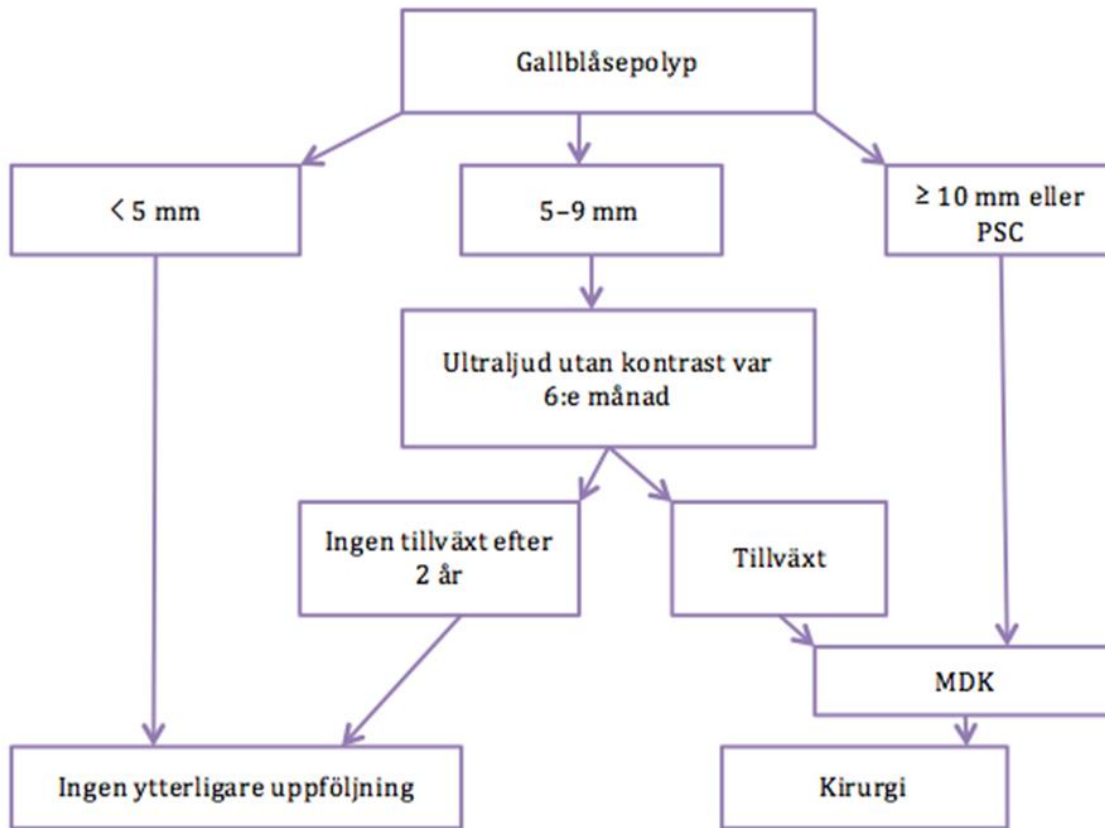 Gallblåsepolyp
< 5 mm
5–9 mm
≥ 10 mm eller
PSC
Ultraljud utan kontrast var
6:e månad
Ingen tillväxt efter
2 år
Tillväxt
MDK
Ingen ytterligare uppföljning
Kirurgi